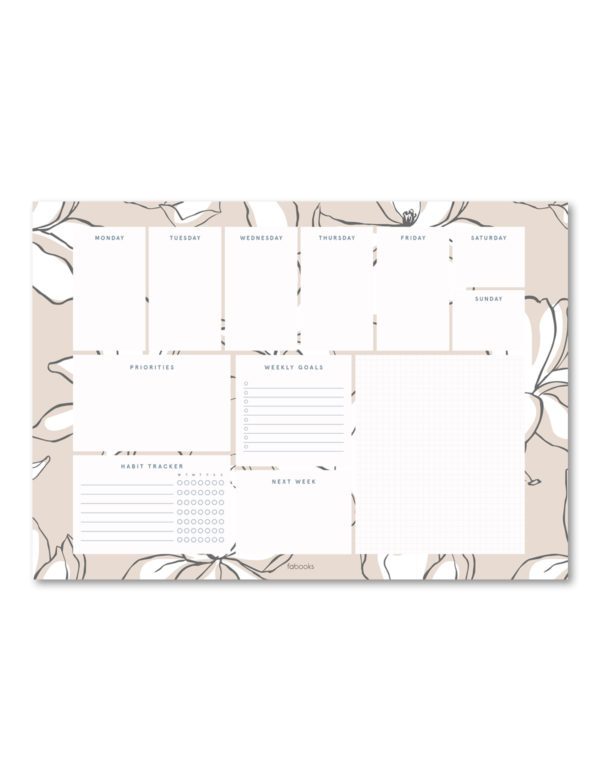 MONDAY
TUESDAY
WEDNESDAY
THURSDAY
FRIDAY
SATURDAY
SUNDAY
PRIORITIES
WEEKLY GOALS
HABIT TRACKER
M T W T F S S
NEXT WEEK
fabooks